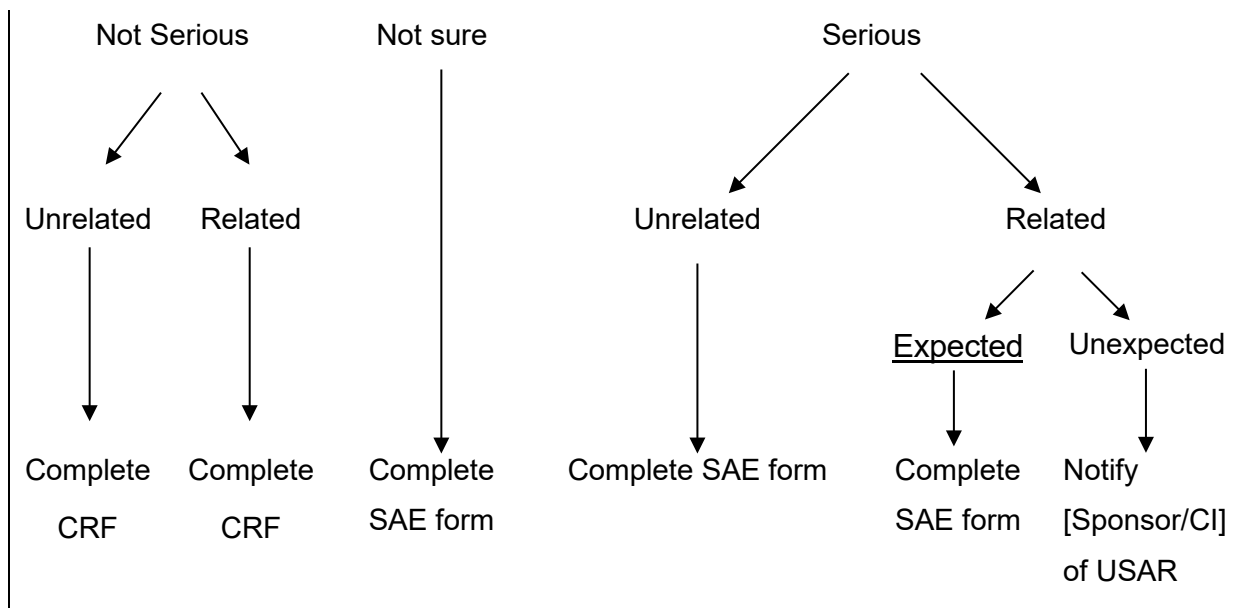 Not Serious
Not sure
Serious
Unrelated
Related
Unrelated
Related
Expected
Unexpected
Complete
CRF
Complete
CRF
Complete
SAE form
Complete SAE form
Complete
SAE form
Notify
[Sponsor/CI]
of USAR